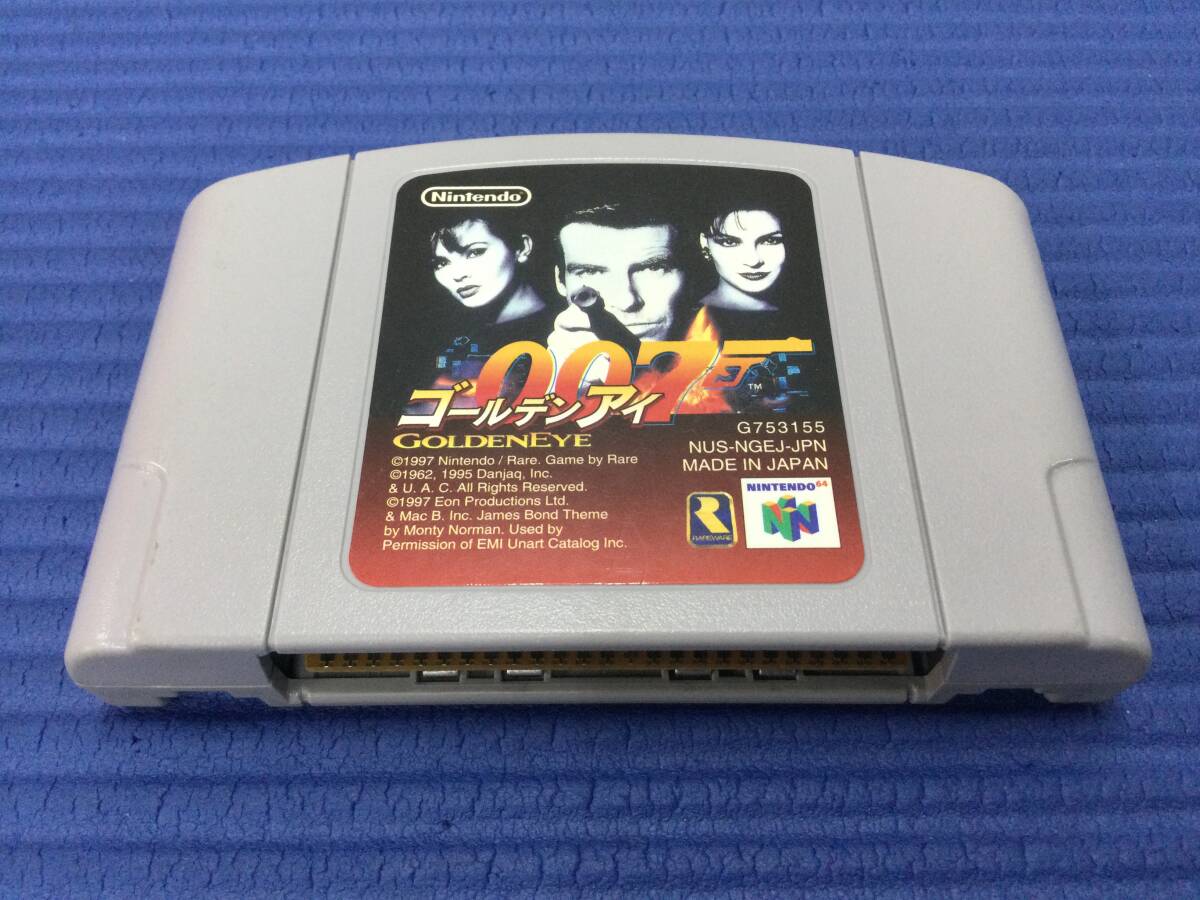 Nintendo
007
TM
ゴールデンアイ
GOLDENEYE
G753155
NUS-NGEJ-JPN
MADE IN JAPAN
©1997 Nintendo / Rare. Game by Rare
©1962, 1995 Danjaq, Inc.
& U. A. C. All Rights Reserved.
©1997 Eon Productions Ltd.
& Mac B. Inc. James Bond Theme
by Monty Norman. Used by
Permission of EMI Unart Catalog Inc.
R
RAREWARE
NINTENDO64
N